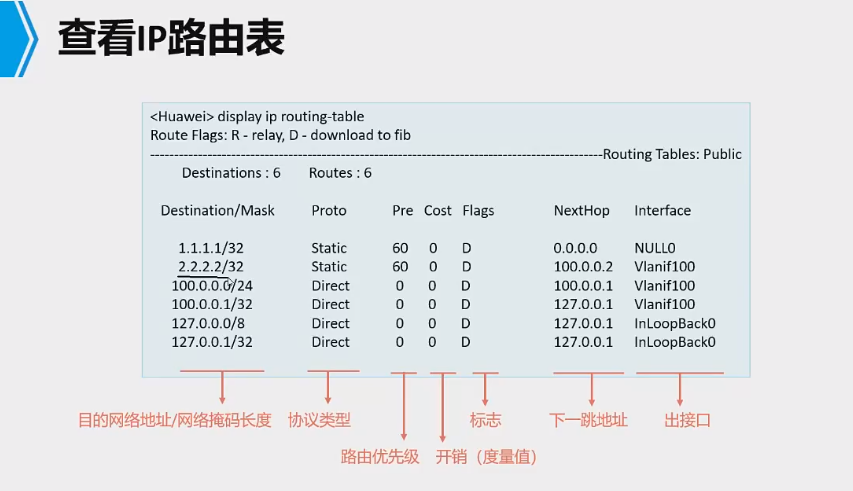 查看IP路由表
<Huawei> display ip routing-table
Route Flags: R - relay, D - download to fib
------------------------------------------------------------------------------------------------Routing Tables: Public
Destinations : 6 Routes : 6
Destination/Mask Proto Pre Cost Flags NextHop Interface
1.1.1.1/32 Static 60 0 D 0.0.0.0 NULL0
2.2.2.2/32 Static 60 0 D 100.0.0.2 Vlanif100
100.0.0.0/24 Direct 0 0 D 100.0.0.1 Vlanif100
100.0.0.1/32 Direct 0 0 D 127.0.0.1 Vlanif100
127.0.0.0/8 Direct 0 0 D 127.0.0.1 InLoopBack0
127.0.0.1/32 Direct 0 0 D 127.0.0.1 InLoopBack0
目的网络地址/网络掩码长度 协议类型 标志 下一跳地址 出接口
路由优先级 开销（度量值）